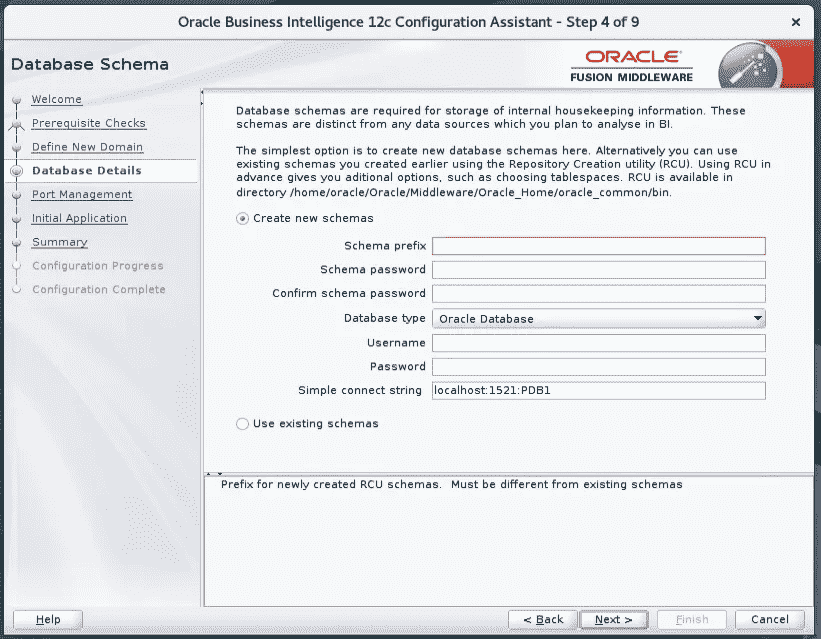 Oracle Business Intelligence 12c Configuration Assistant - Step 4 of 9
Database Schema
ORACLE
FUSION MIDDLEWARE
Welcome
Prerequisite Checks
Define New Domain
Database Details
Port Management
Initial Application
Summary
Configuration Progress
Configuration Complete
Database schemas are required for storage of internal housekeeping information. These
schemas are distinct from any data sources which you plan to analyse in BI.
The simplest option is to create new database schemas here. Alternatively you can use
existing schemas you created earlier using the Repository Creation utility (RCU). Using RCU in
advance gives you aditional options, such as choosing tablespaces. RCU is available in
directory /home/oracle/Oracle/Middleware/Oracle_Home/oracle_common/bin.
Create new schemas
Schema prefix
Schema password
Confirm schema password
Database type Oracle Database
Username
Password
Simple connect string localhost:1521:PDB1
Use existing schemas
Prefix for newly created RCU schemas. Must be different from existing schemas
Help < Back Next > Finish Cancel